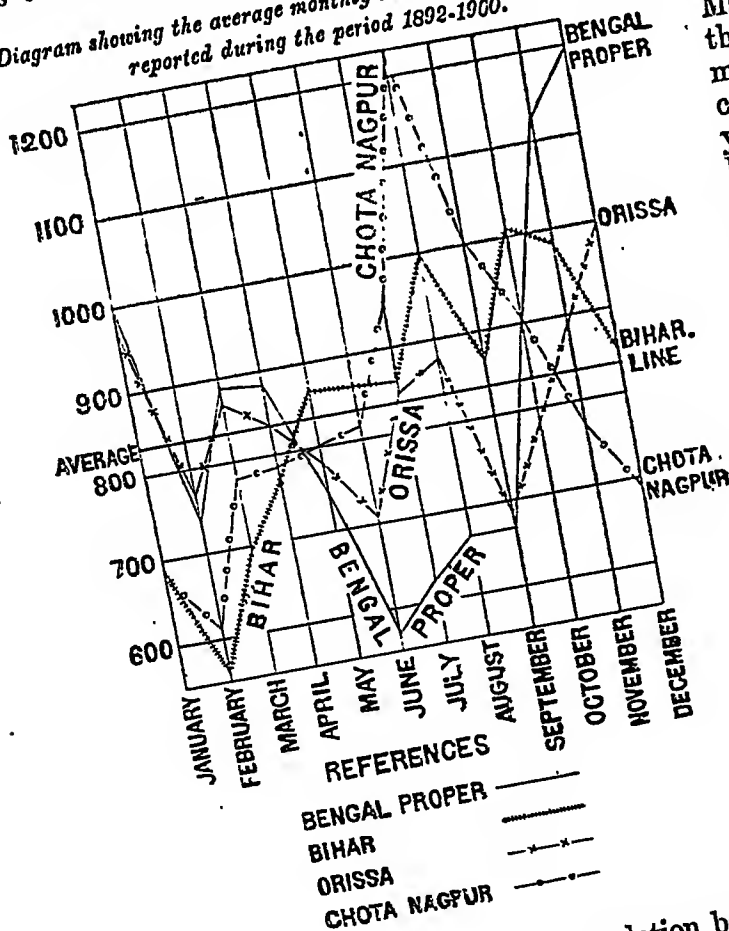 Diagram showing the average monthly
reported during the period 1892-1900.
BENGAL
PROPER
CHOTA NAGPUR
1200
1100
ORISSA
1000
BIHAR.
LINE
900
AVERAGE
800
CHOTA
NAGPUR
ORISSA
700
BIHAR
BENGAL
PROPER
600
JANUARY
FEBRUARY
MARCH
APRIL
MAY
JUNE
JULY
AUGUST
SEPTEMBER
OCTOBER
NOVEMBER
DECEMBER
REFERENCES
BENGAL PROPER
BIHAR
ORISSA
CHOTA NAGPUR